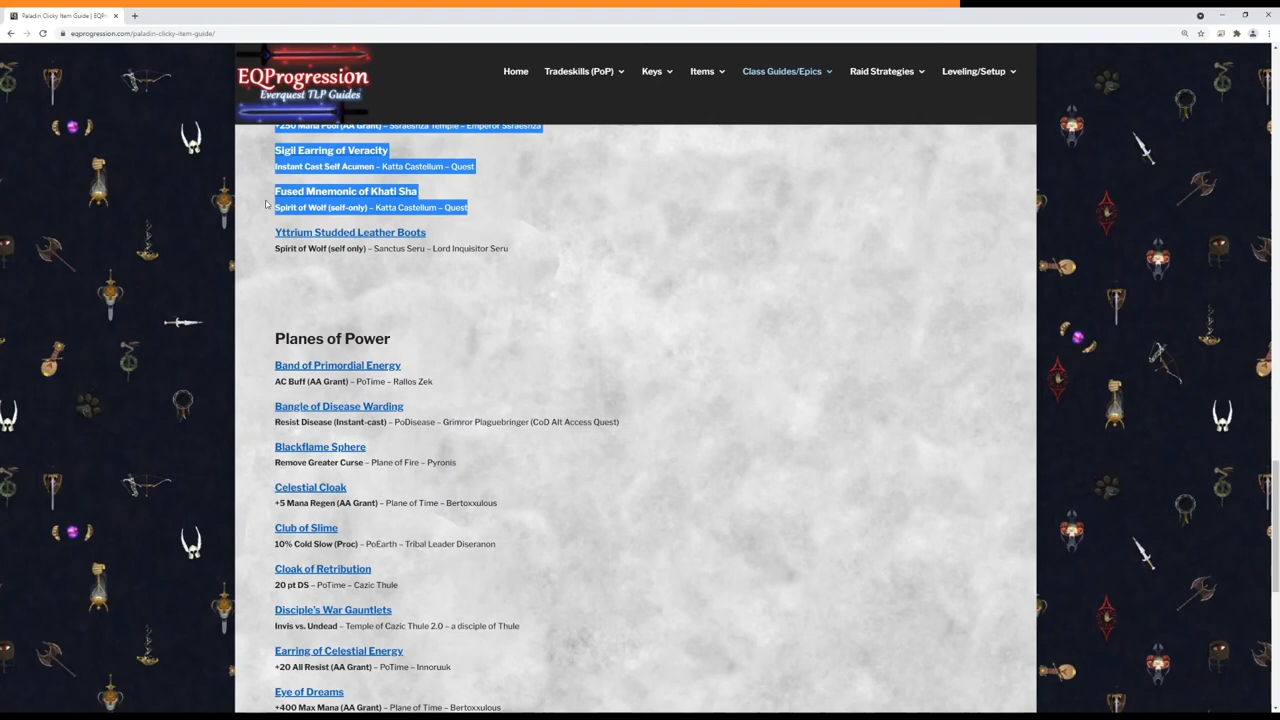 Paladin Clicky Item Guide | EQPr
eqprogression.com/paladin-clicky-item-guide/
EQProgression
Everquest TLP Guides
Home
Tradeskills (PoP)
Keys
Items
Class Guides/Epics
Raid Strategies
Leveling/Setup
+250 Mana Pool (AA Grant) – Ssraeshza Temple – Emperor Ssraeshza
Sigil Earring of Veracity
Instant Cast Self Acumen – Katta Castellum – Quest
Fused Mnemonic of Khati Sha
Spirit of Wolf (self-only) – Katta Castellum – Quest
Yttrium Studded Leather Boots
Spirit of Wolf (self only) – Sanctus Seru – Lord Inquisitor Seru
Planes of Power
Band of Primordial Energy
AC Buff (AA Grant) – PoTime – Rallos Zek
Bangle of Disease Warding
Resist Disease (Instant-cast) – PoDisease – Grimror Plaguebringer (CoD Alt Access Quest)
Blackflame Sphere
Remove Greater Curse – Plane of Fire – Pyronis
Celestial Cloak
+5 Mana Regen (AA Grant) – Plane of Time – Bertoxxulous
Club of Slime
10% Cold Slow (Proc) – PoEarth – Tribal Leader Diseranon
Cloak of Retribution
20 pt DS – PoTime – Cazic Thule
Disciple's War Gauntlets
Invis vs. Undead – Temple of Cazic Thule 2.0 – a disciple of Thule
Earring of Celestial Energy
+20 All Resist (AA Grant) – PoTime – Innoruuk
Eye of Dreams
+400 Max Mana (AA Grant) – Plane of Time – Bertoxxulous